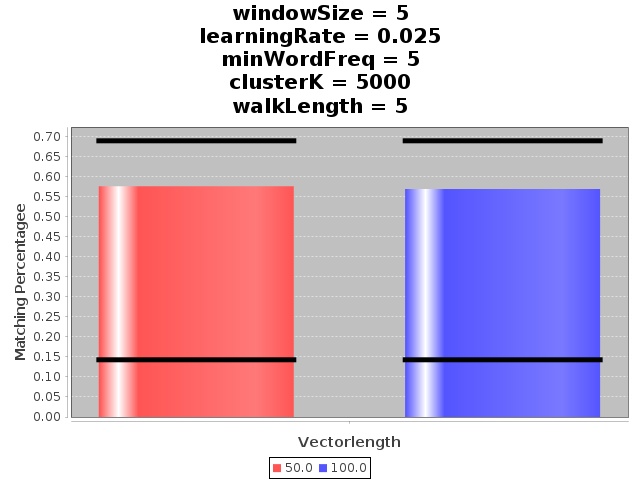 windowSize = 5
learningRate = 0.025
minWordFreq = 5
clusterK = 5000
walkLength = 5
0.70
0.65
0.60
0.55
0.50
0.45
0.40
0.35
0.30
0.25
0.20
0.15
0.10
0.05
0.00
Matching Percentagee
Vectorlength
50.0 100.0